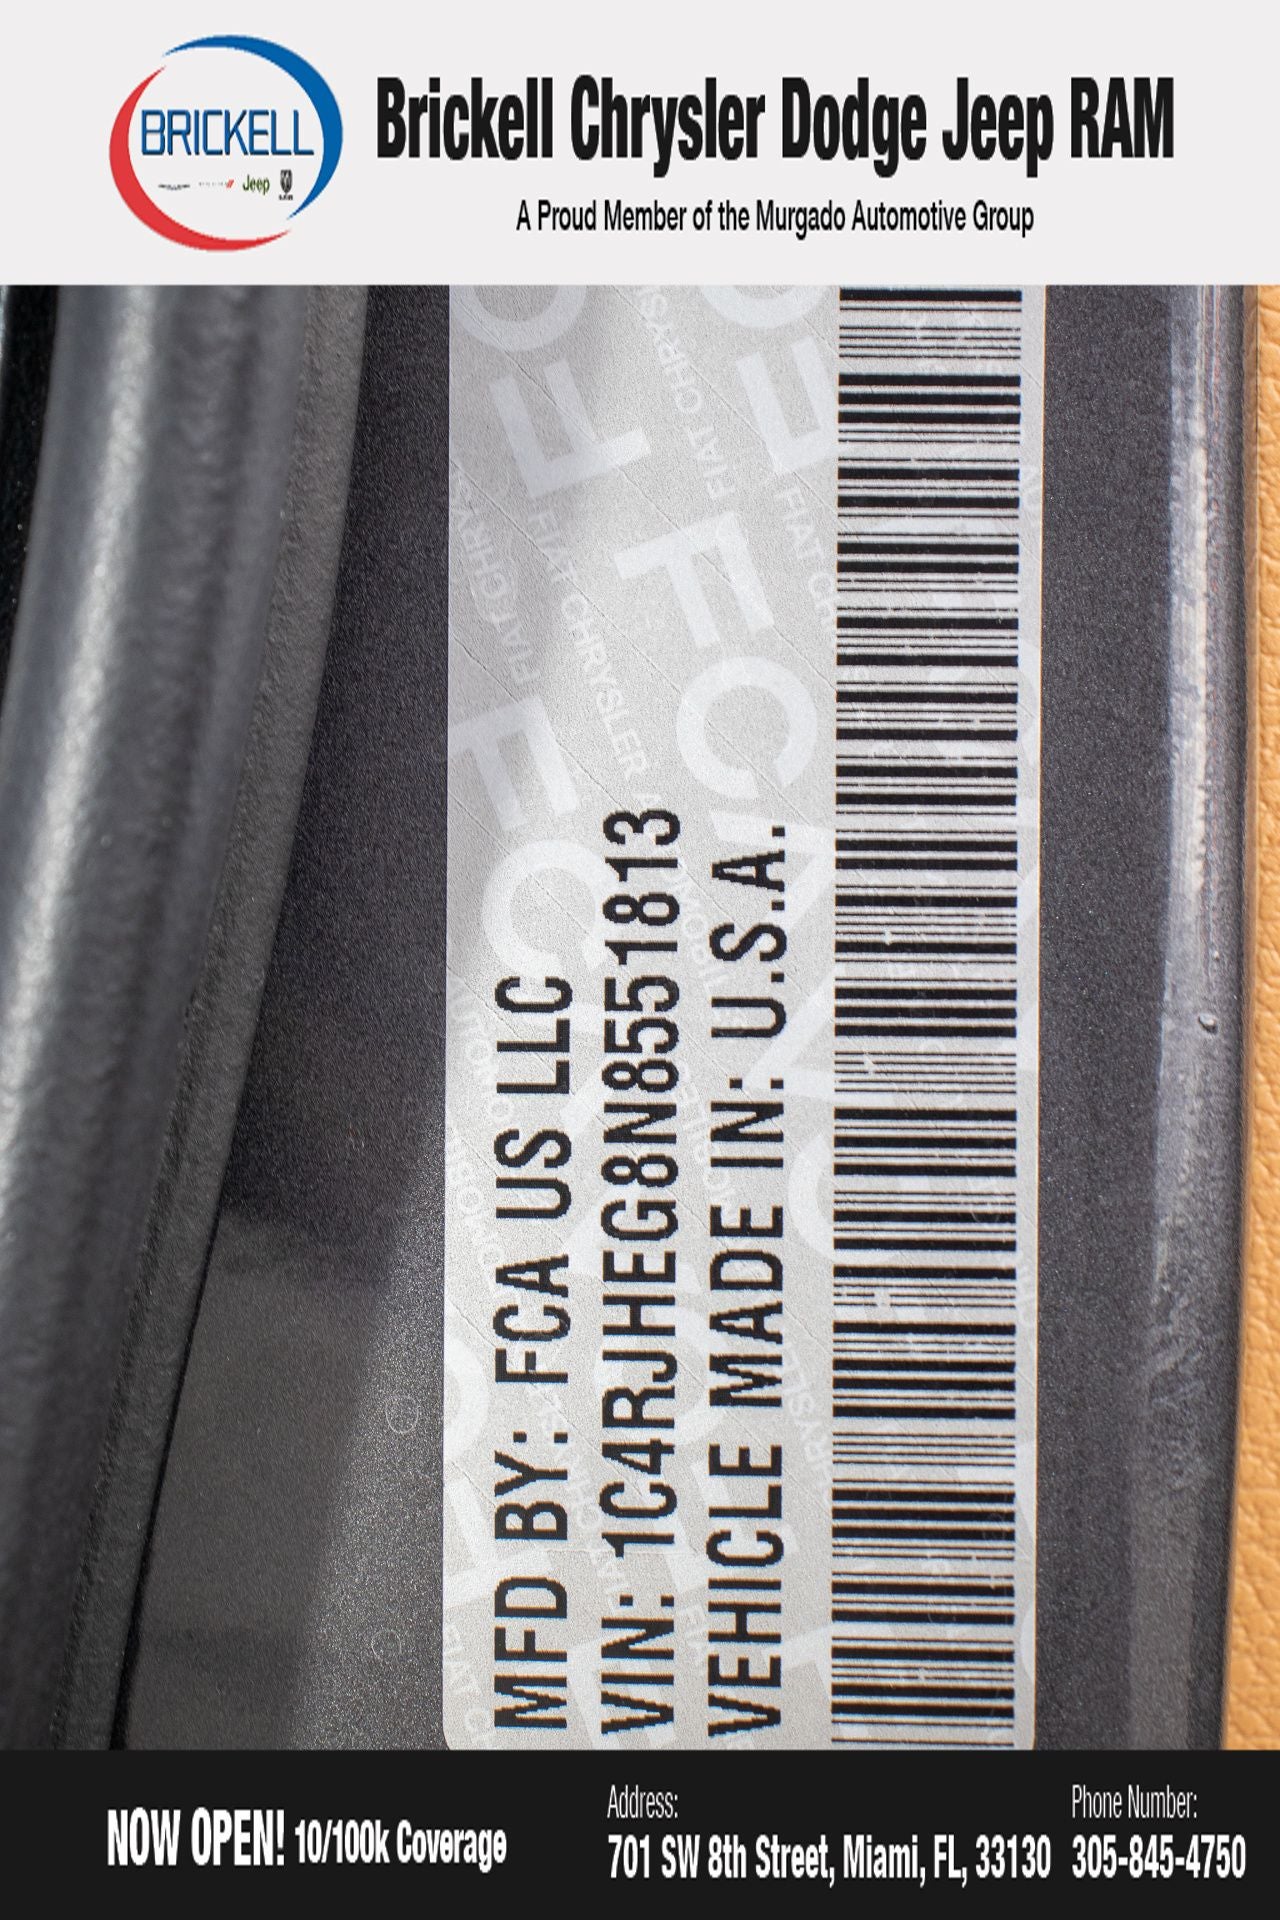 BRICKELL
Jeep
Brickell Chrysler Dodge Jeep RAM
A Proud Member of the Murgado Automotive Group
MFD BY: FCA US LLC
VIN: 1C4RJHEG8N8551813
VEHICLE MADE IN: U.S.A.
NOW OPEN! 10/100k Coverage
Address:
701 SW 8th Street, Miami, FL, 33130
Phone Number:
305-845-4750